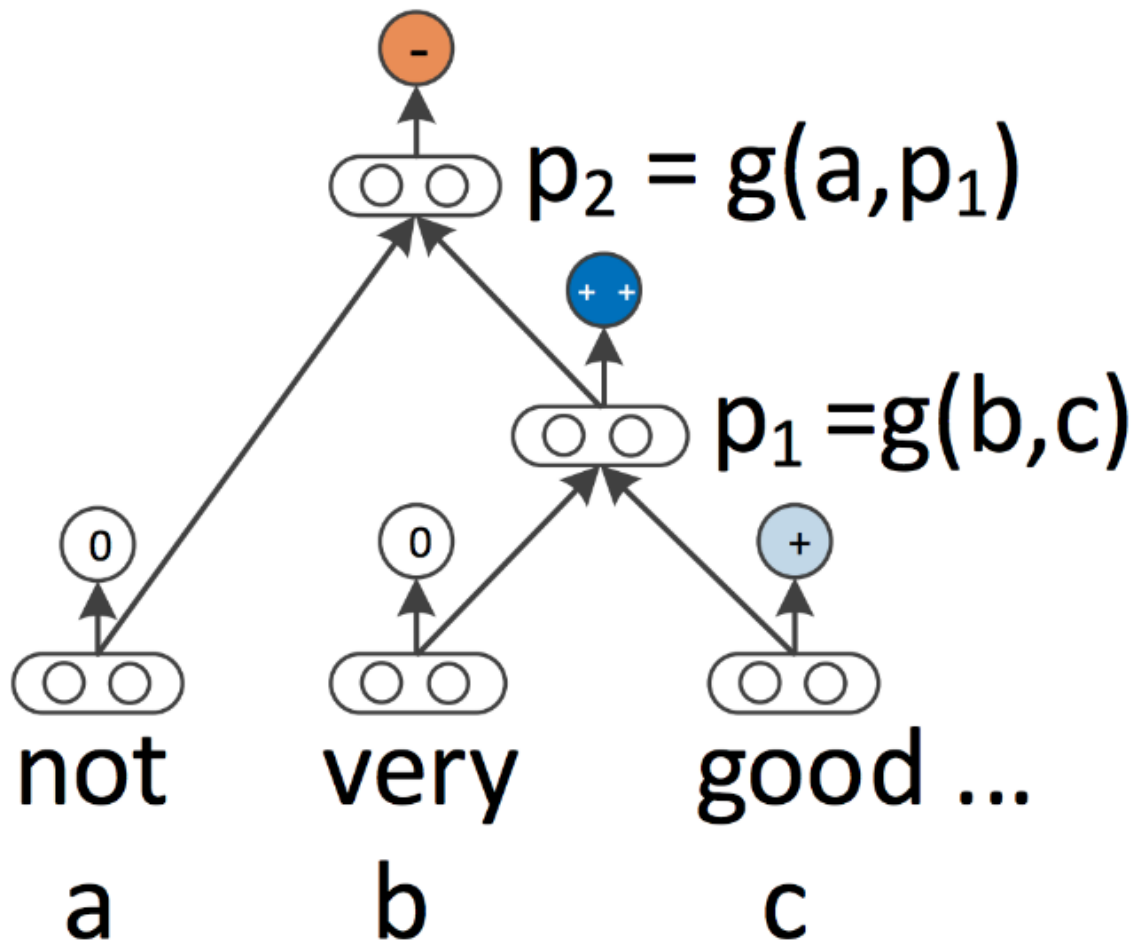 -
p₂ = g(a,p₁)
+ +
p₁ =g(b,c)
0 0 +
not very good ...
a b c